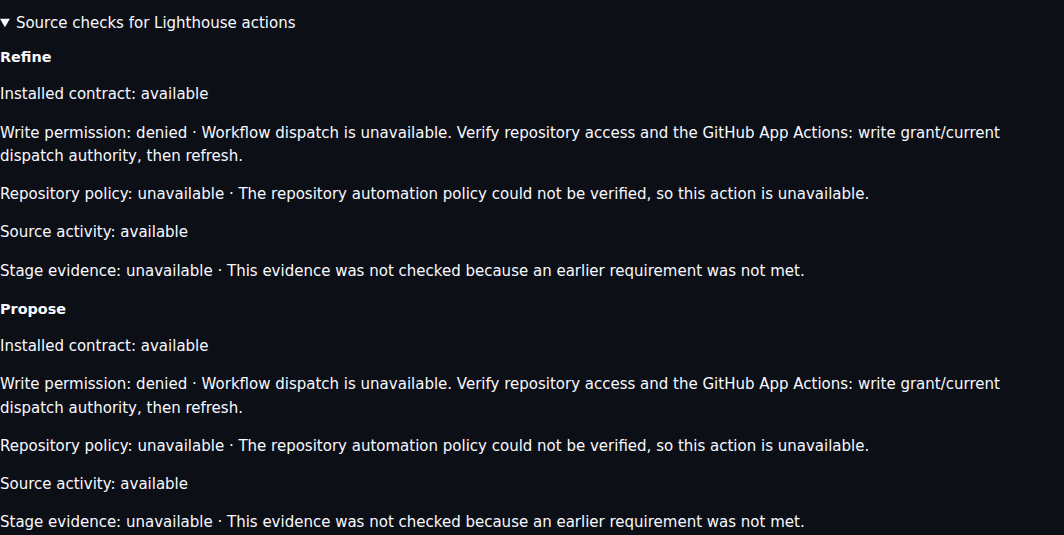 ▼ Source checks for Lighthouse actions
Refine
Installed contract: available
Write permission: denied · Workflow dispatch is unavailable. Verify repository access and the GitHub App Actions: write grant/current
dispatch authority, then refresh.
Repository policy: unavailable · The repository automation policy could not be verified, so this action is unavailable.
Source activity: available
Stage evidence: unavailable · This evidence was not checked because an earlier requirement was not met.
Propose
Installed contract: available
Write permission: denied · Workflow dispatch is unavailable. Verify repository access and the GitHub App Actions: write grant/current
dispatch authority, then refresh.
Repository policy: unavailable · The repository automation policy could not be verified, so this action is unavailable.
Source activity: available
Stage evidence: unavailable · This evidence was not checked because an earlier requirement was not met.